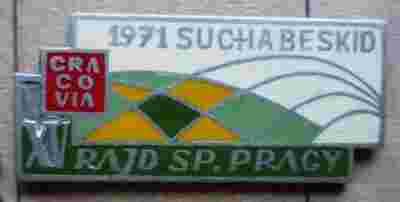 1971 SUCHA BESKID
CRA
CO
VIA
XV RAJD SP. PRACY